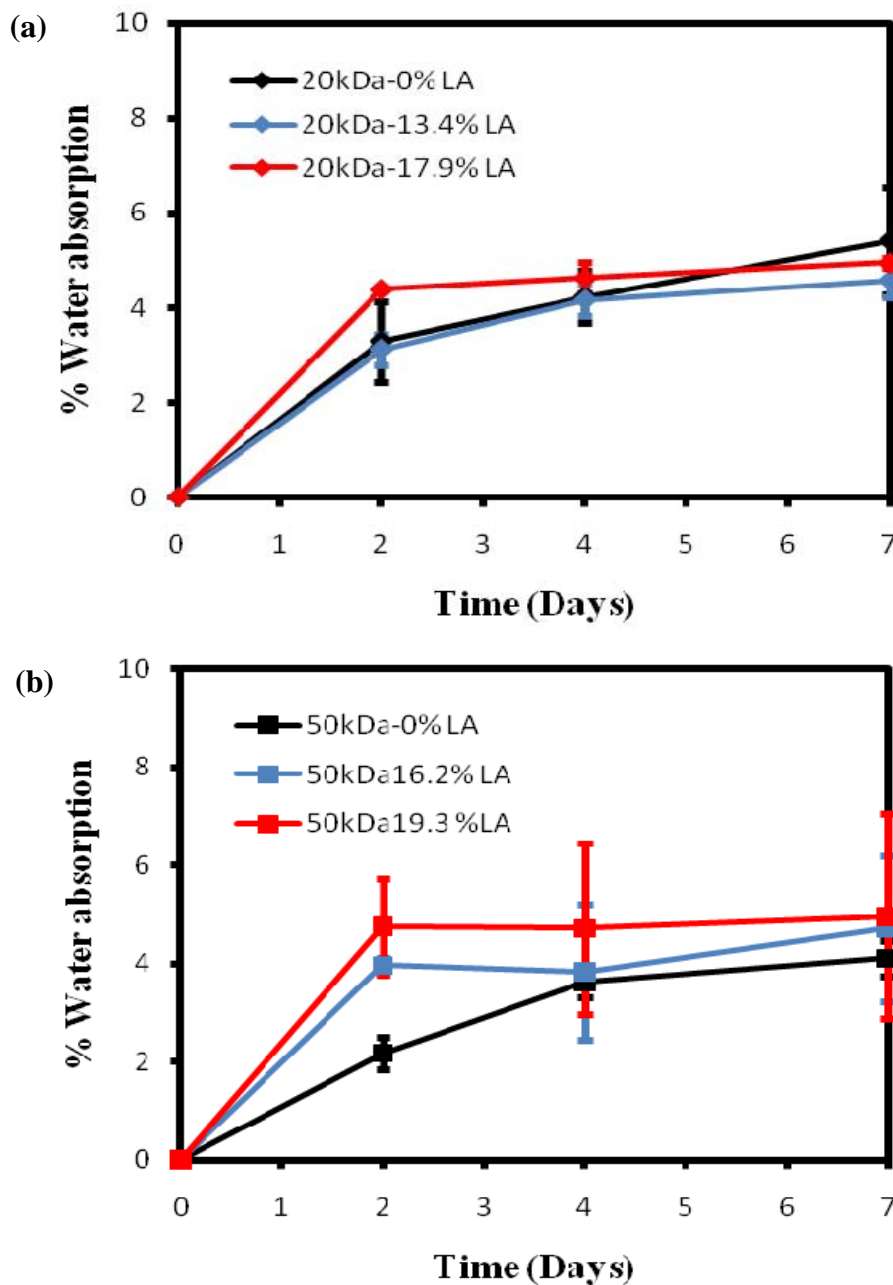 (a)
10
8
6
4
2
0
% Water absorption
20kDa-0% LA
20kDa-13.4% LA
20kDa-17.9% LA
0 1 2 3 4 5 6 7
Time (Days)
(b)
10
8
6
4
2
0
% Water absorption
50kDa-0% LA
50kDa16.2% LA
50kDa19.3 %LA
0 1 2 3 4 5 6 7
Time (Days)